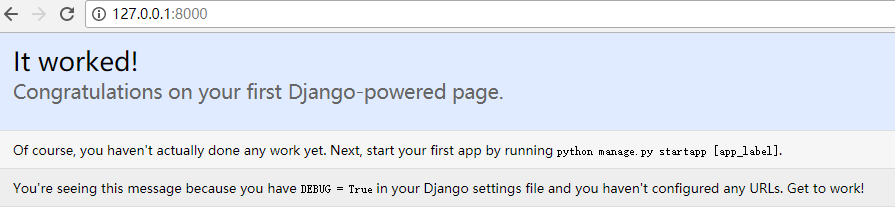 127.0.0.1:8000
It worked!
Congratulations on your first Django-powered page.
Of course, you haven't actually done any work yet. Next, start your first app by running python manage.py startapp [app_label].
You're seeing this message because you have DEBUG = True in your Django settings file and you haven't configured any URLs. Get to work!